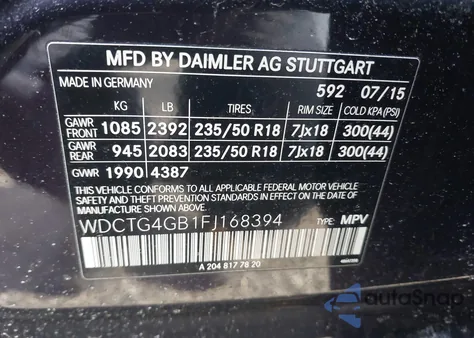 MFD BY DAIMLER AG STUTTGART
MADE IN GERMANY 592 07/15
KG LB TIRES RIM SIZE COLD KPA (PSI)
GAWR FRONT 1085 2392 235/50 R18 7Jx18 300(44)
GAWR REAR 945 2083 235/50 R18 7Jx18 300(44)
GVWR 1990 4387
THIS VEHICLE CONFORMS TO ALL APPLICABLE FEDERAL MOTOR VEHICLE
SAFETY AND THEFT PREVENTION STANDARDS IN EFFECT ON THE DATE
OF MANUFACTURE SHOWN ABOVE.
WDCTG4GB1FJ168394 TYPE: MPV
A 204 817 78 20
autoSnap